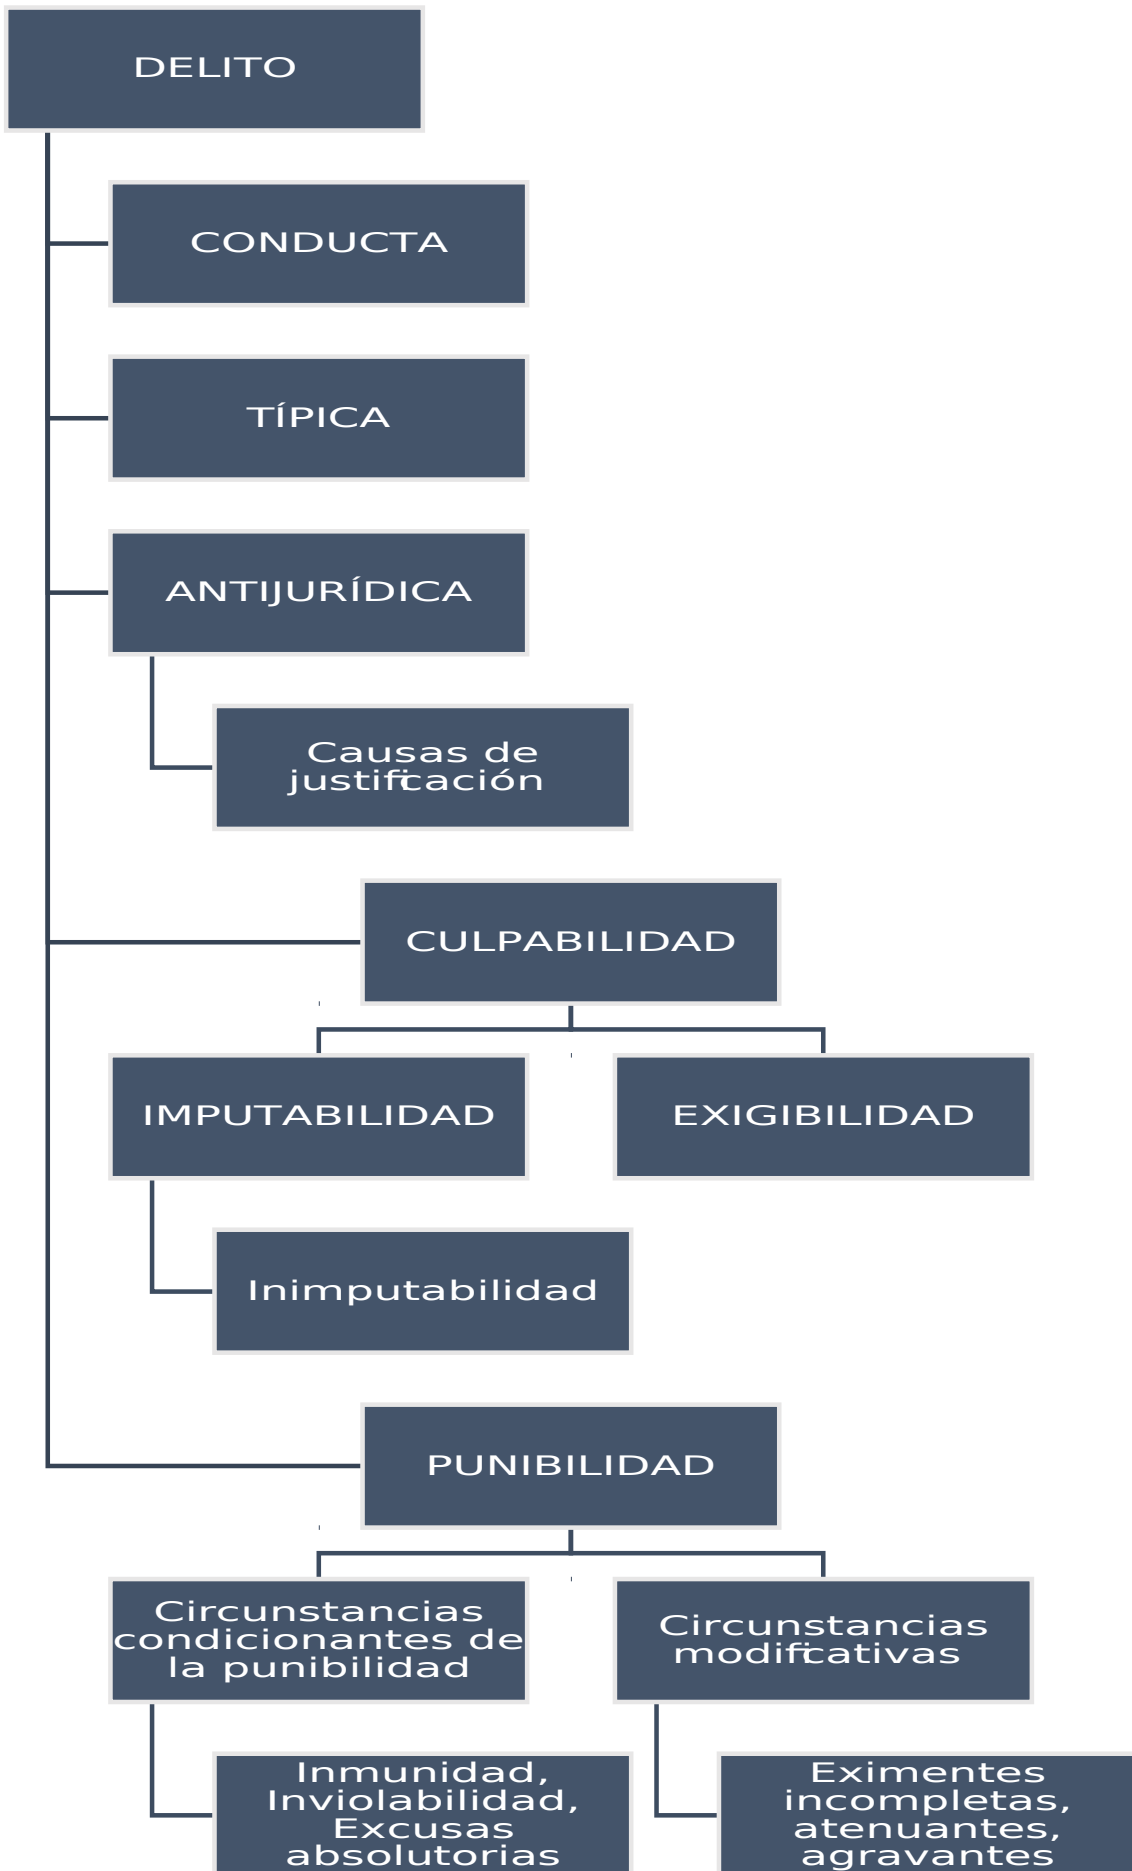 DELITO
CONDUCTA
TÍPICA
ANTIJURÍDICA
Causas de
justificación
CULPABILIDAD
IMPUTABILIDAD
EXIGIBILIDAD
Inimputabilidad
PUNIBILIDAD
Circunstancias
condicionantes de
la punibilidad
Circunstancias
modificativas
Inmunidad,
Inviolabilidad,
Excusas
absolutorias
Eximentes
incompletas,
atenuantes,
agravantes